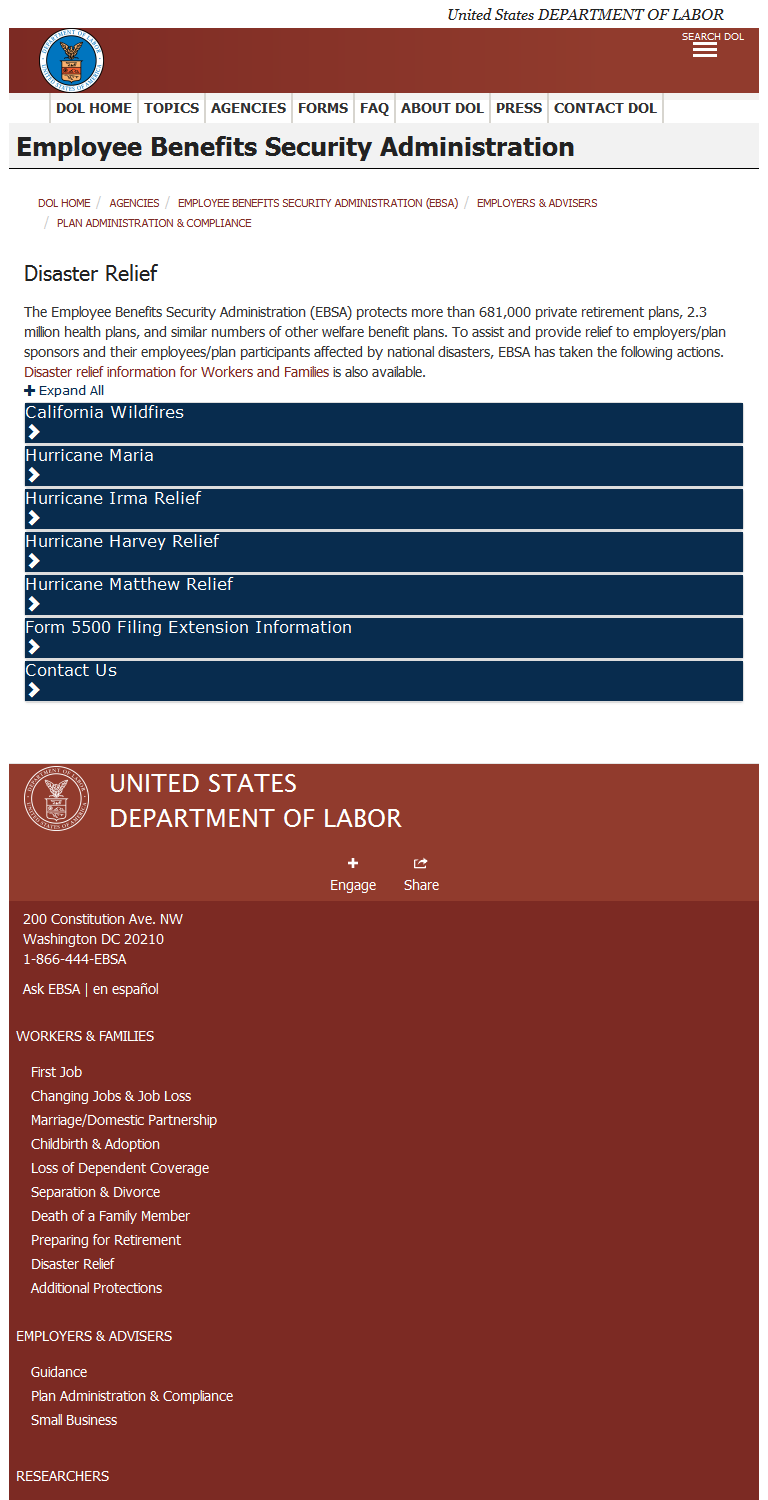 United States DEPARTMENT OF LABOR
SEARCH DOL
DOL HOME TOPICS AGENCIES FORMS FAQ ABOUT DOL PRESS CONTACT DOL
Employee Benefits Security Administration
DOL HOME / AGENCIES / EMPLOYEE BENEFITS SECURITY ADMINISTRATION (EBSA) / EMPLOYERS & ADVISERS
/ PLAN ADMINISTRATION & COMPLIANCE
Disaster Relief
The Employee Benefits Security Administration (EBSA) protects more than 681,000 private retirement plans, 2.3
million health plans, and similar numbers of other welfare benefit plans. To assist and provide relief to employers/plan
sponsors and their employees/plan participants affected by national disasters, EBSA has taken the following actions.
Disaster relief information for Workers and Families is also available.
Expand All
California Wildfires
Hurricane Maria
Hurricane Irma Relief
Hurricane Harvey Relief
Hurricane Matthew Relief
Form 5500 Filing Extension Information
Contact Us
UNITED STATES
DEPARTMENT OF LABOR
Engage Share
200 Constitution Ave. NW
Washington DC 20210
1-866-444-EBSA
Ask EBSA | en español
WORKERS & FAMILIES
First Job
Changing Jobs & Job Loss
Marriage/Domestic Partnership
Childbirth & Adoption
Loss of Dependent Coverage
Separation & Divorce
Death of a Family Member
Preparing for Retirement
Disaster Relief
Additional Protections
EMPLOYERS & ADVISERS
Guidance
Plan Administration & Compliance
Small Business
RESEARCHERS